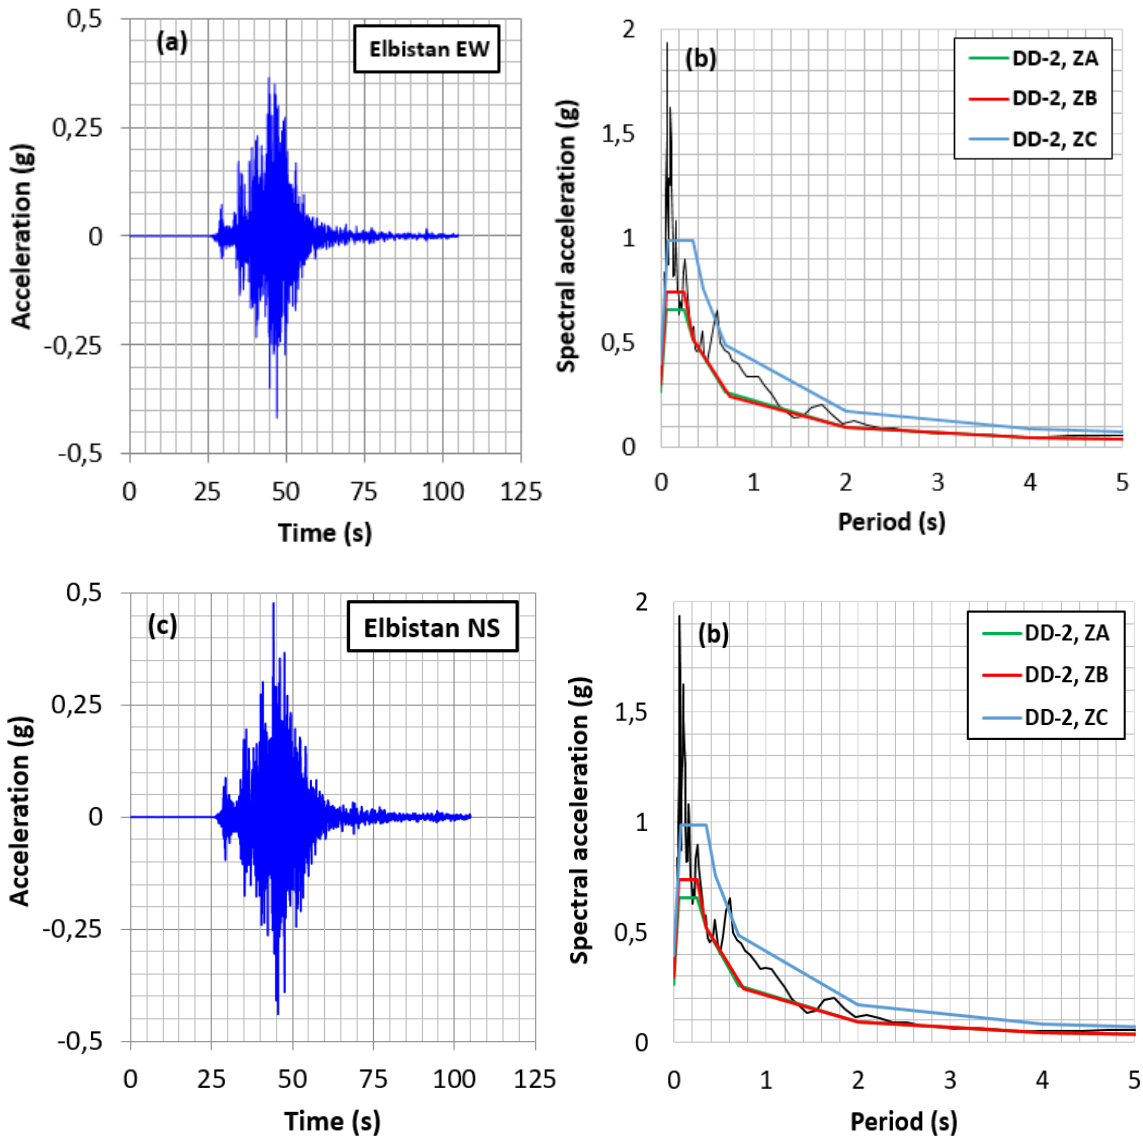 (a)
Elbistan EW
0,5
0,25
0
-0,25
-0,5
Acceleration (g)
0 25 50 75 100 125
Time (s)
(b)
DD-2, ZA
DD-2, ZB
DD-2, ZC
2
1,5
1
0,5
0
Spectral acceleration (g)
0 1 2 3 4 5
Period (s)
(c)
Elbistan NS
0,5
0,25
0
-0,25
-0,5
Acceleration (g)
0 25 50 75 100 125
Time (s)
(b)
DD-2, ZA
DD-2, ZB
DD-2, ZC
2
1,5
1
0,5
0
Spectral acceleration (g)
0 1 2 3 4 5
Period (s)